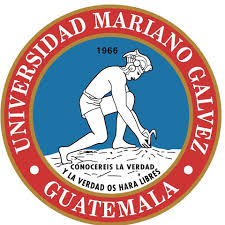 UNIVERSIDAD MARIANO GALVEZ
1966
CONOCEREIS LA VERDAD
Y LA VERDAD OS HARA LIBRES
GUATEMALA